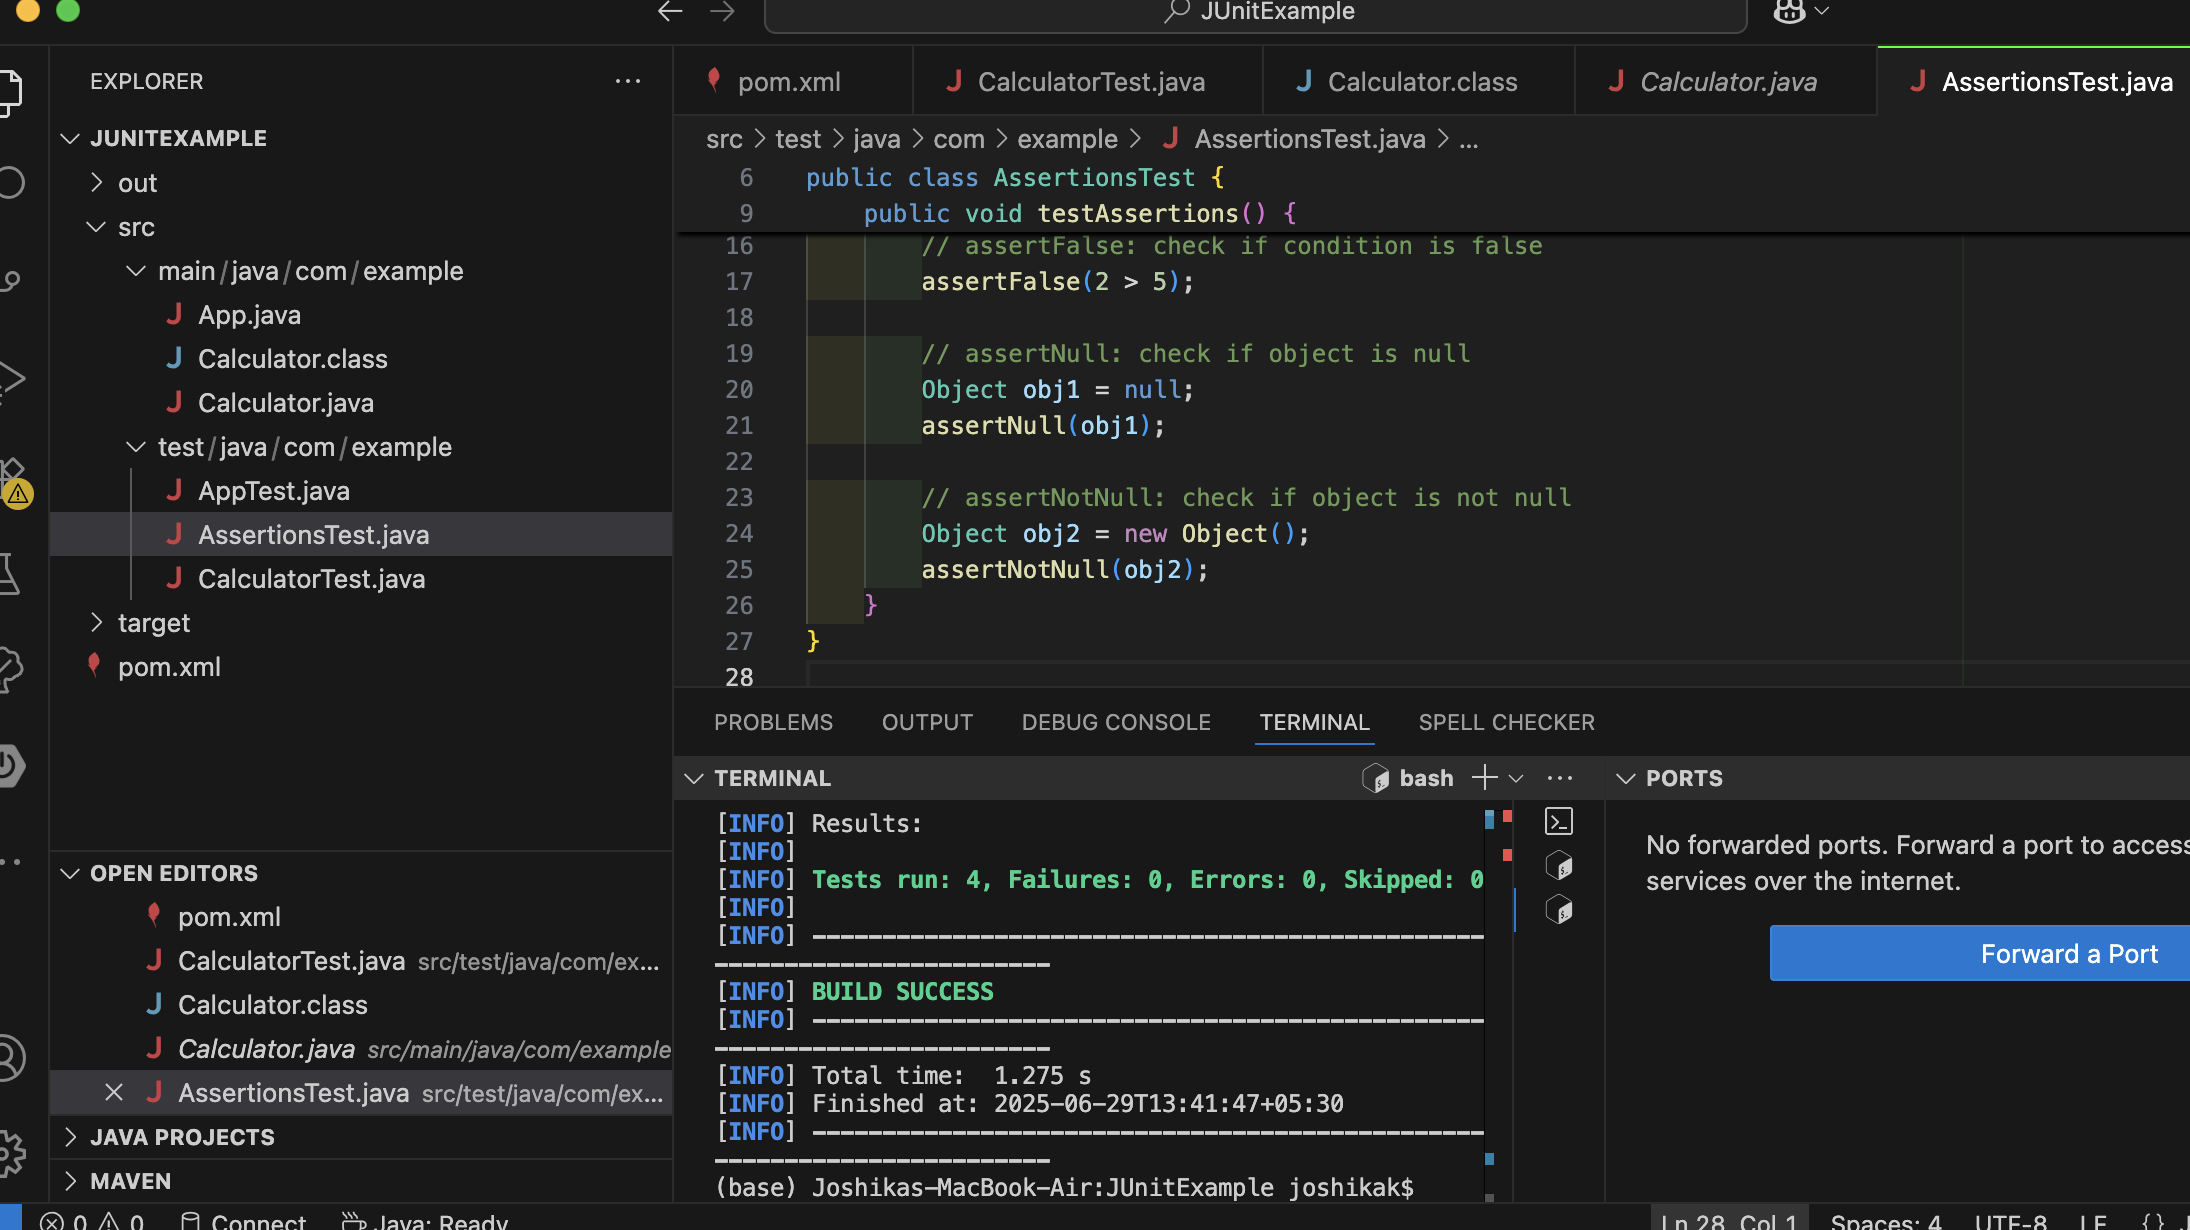 JUnitExample
EXPLORER
JUNITEXAMPLE
out
src
main/java/com/example
App.java
Calculator.class
Calculator.java
test/java/com/example
AppTest.java
AssertionsTest.java
CalculatorTest.java
target
pom.xml
OPEN EDITORS
pom.xml
CalculatorTest.java src/test/java/com/ex...
Calculator.class
Calculator.java src/main/java/com/example
AssertionsTest.java src/test/java/com/ex...
JAVA PROJECTS
MAVEN
pom.xml
CalculatorTest.java
Calculator.class
Calculator.java
AssertionsTest.java
src > test > java > com > example > AssertionsTest.java > ...
6 public class AssertionsTest {
9 public void testAssertions() {
16 // assertFalse: check if condition is false
17 assertFalse(2 > 5);
18
19 // assertNull: check if object is null
20 Object obj1 = null;
21 assertNull(obj1);
22
23 // assertNotNull: check if object is not null
24 Object obj2 = new Object();
25 assertNotNull(obj2);
26 }
27 }
28
PROBLEMS OUTPUT DEBUG CONSOLE TERMINAL SPELL CHECKER
TERMINAL
bash
[INFO] Results:
[INFO]
[INFO] Tests run: 4, Failures: 0, Errors: 0, Skipped: 0
[INFO]
[INFO] ------------------------------------------------
------------------------
[INFO] BUILD SUCCESS
[INFO] ------------------------------------------------
------------------------
[INFO] Total time:  1.275 s
[INFO] Finished at: 2025-06-29T13:41:47+05:30
[INFO] ------------------------------------------------
------------------------
(base) Joshikas-MacBook-Air:JUnitExample joshikak$
PORTS
No forwarded ports. Forward a port to access
services over the internet.
Forward a Port
0 0 Connect Java: Ready
Ln 28, Col 1 Spaces: 4 UTF-8 LF {}